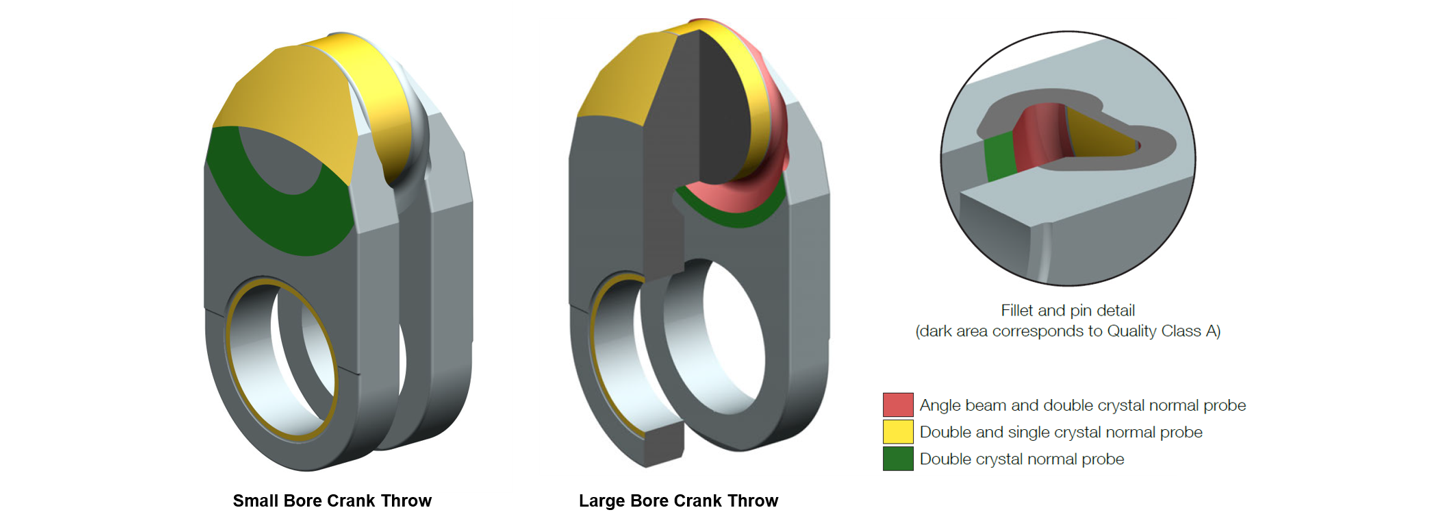 Fillet and pin detail
(dark area corresponds to Quality Class A)
Angle beam and double crystal normal probe
Double and single crystal normal probe
Double crystal normal probe
Small Bore Crank Throw
Large Bore Crank Throw